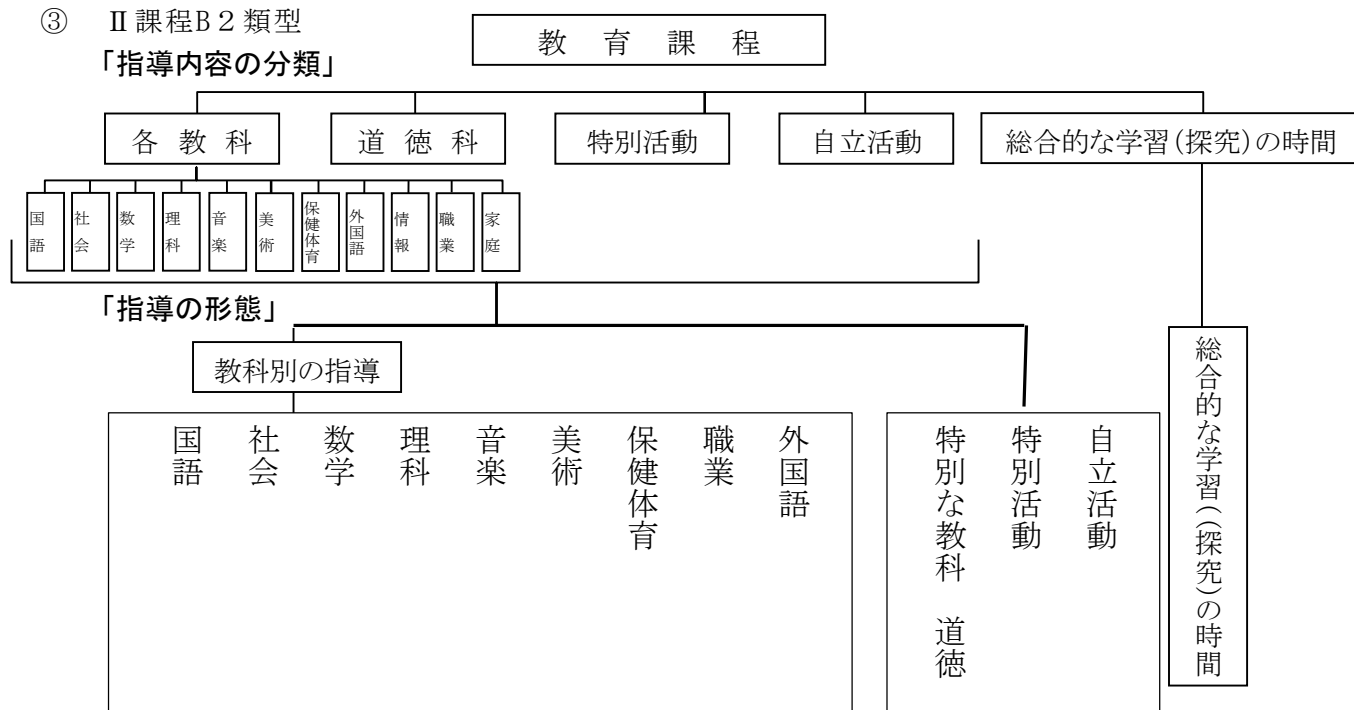 ③ Ⅱ課程B２類型
教育課程
「指導内容の分類」
各教科
道徳科
特別活動
自立活動
総合的な学習(探究)の時間
国語
社会
数学
理科
音楽
美術
保健体育
外国語
情報
職業
家庭
「指導の形態」
教科別の指導
国語
社会
数学
理科
音楽
美術
保健体育
職業
外国語
特別な教科　道徳
特別活動
自立活動
総合的な学習((探究)の時間